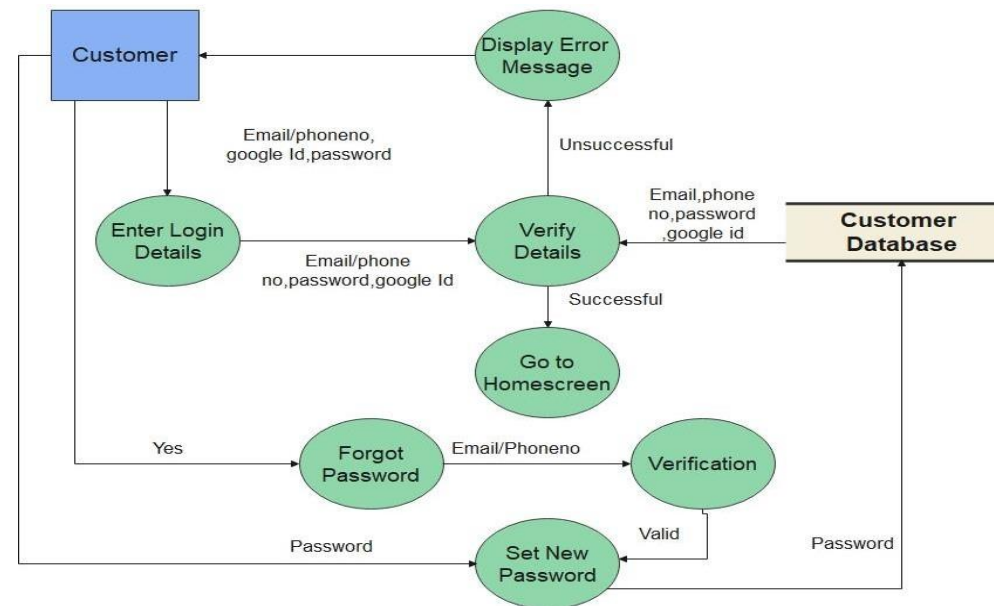 Customer
Display Error
Message
Email/phoneno,
google Id,password
Unsuccessful
Email,phone
no,password
,google id
Enter Login
Details
Verify
Details
Customer
Database
Email/phone
no,password,google Id
Successful
Go to
Homescreen
Yes
Forgot
Password
Email/Phoneno
Verification
Valid
Password
Set New
Password
Password